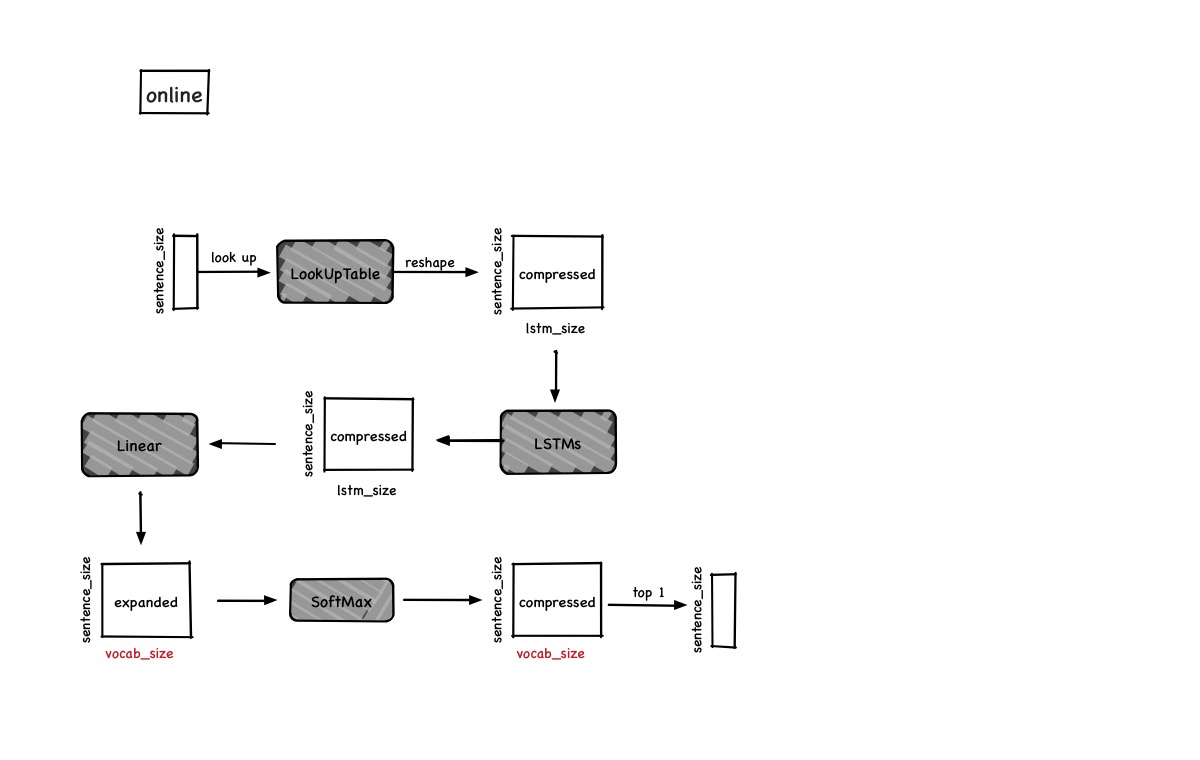 online
sentence_size
look up
LookUpTable
reshape
sentence_size
compressed
lstm_size
Linear
sentence_size
compressed
lstm_size
LSTMs
sentence_size
expanded
vocab_size
SoftMax
sentence_size
compressed
vocab_size
top 1
sentence_size